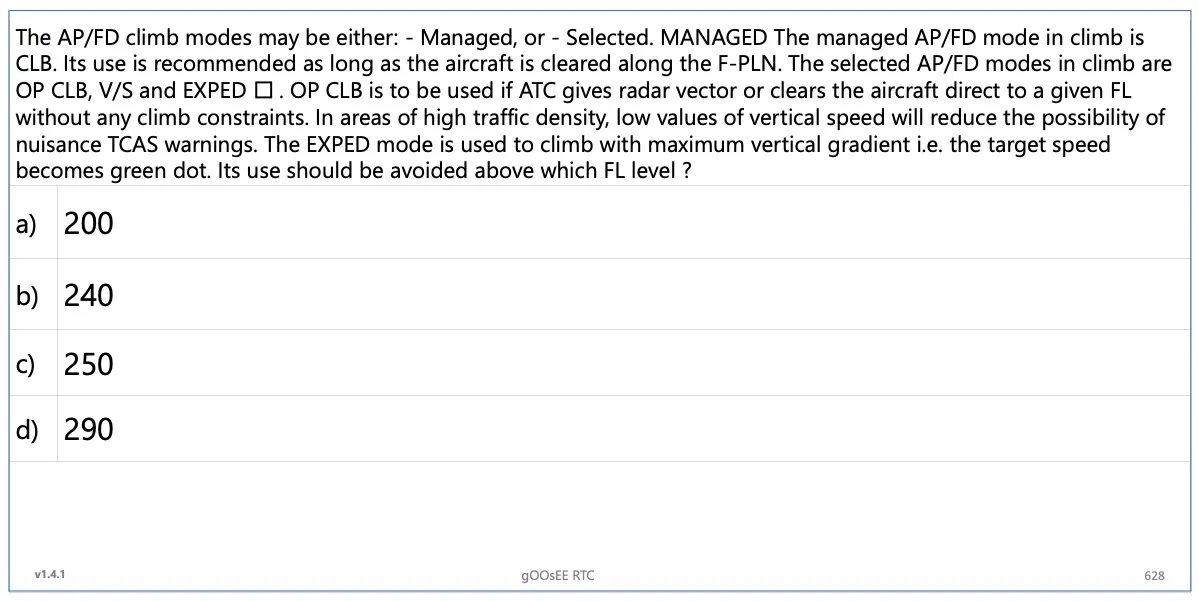 The AP/FD climb modes may be either: - Managed, or - Selected. MANAGED The managed AP/FD mode in climb is
CLB. Its use is recommended as long as the aircraft is cleared along the F-PLN. The selected AP/FD modes in climb are
OP CLB, V/S and EXPED □ . OP CLB is to be used if ATC gives radar vector or clears the aircraft direct to a given FL
without any climb constraints. In areas of high traffic density, low values of vertical speed will reduce the possibility of
nuisance TCAS warnings. The EXPED mode is used to climb with maximum vertical gradient i.e. the target speed
becomes green dot. Its use should be avoided above which FL level ?
a) 200
b) 240
c) 250
d) 290
v1.4.1 gOOsEE RTC 628